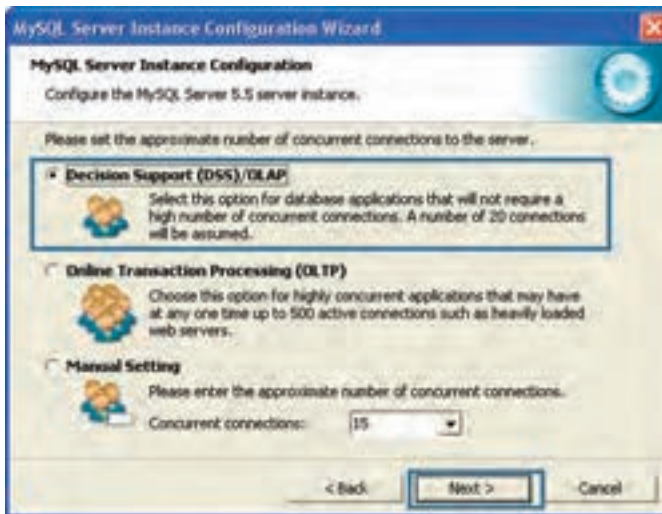 MySQL Server Instance Configuration Wizard
MySQL Server Instance Configuration
Configure the MySQL Server 5.5 server instance.
Please set the approximate number of concurrent connections to the server.
Decision Support (DSS)/OLAP
Select this option for database applications that will not require a
high number of concurrent connections. A number of 20 connections
will be assumed.
Online Transaction Processing (OLTP)
Choose this option for highly concurrent applications that may have
at any one time up to 500 active connections such as heavily loaded
web servers.
Manual Setting
Please enter the approximate number of concurrent connections.
Concurrent connections: 15
< Back Next > Cancel